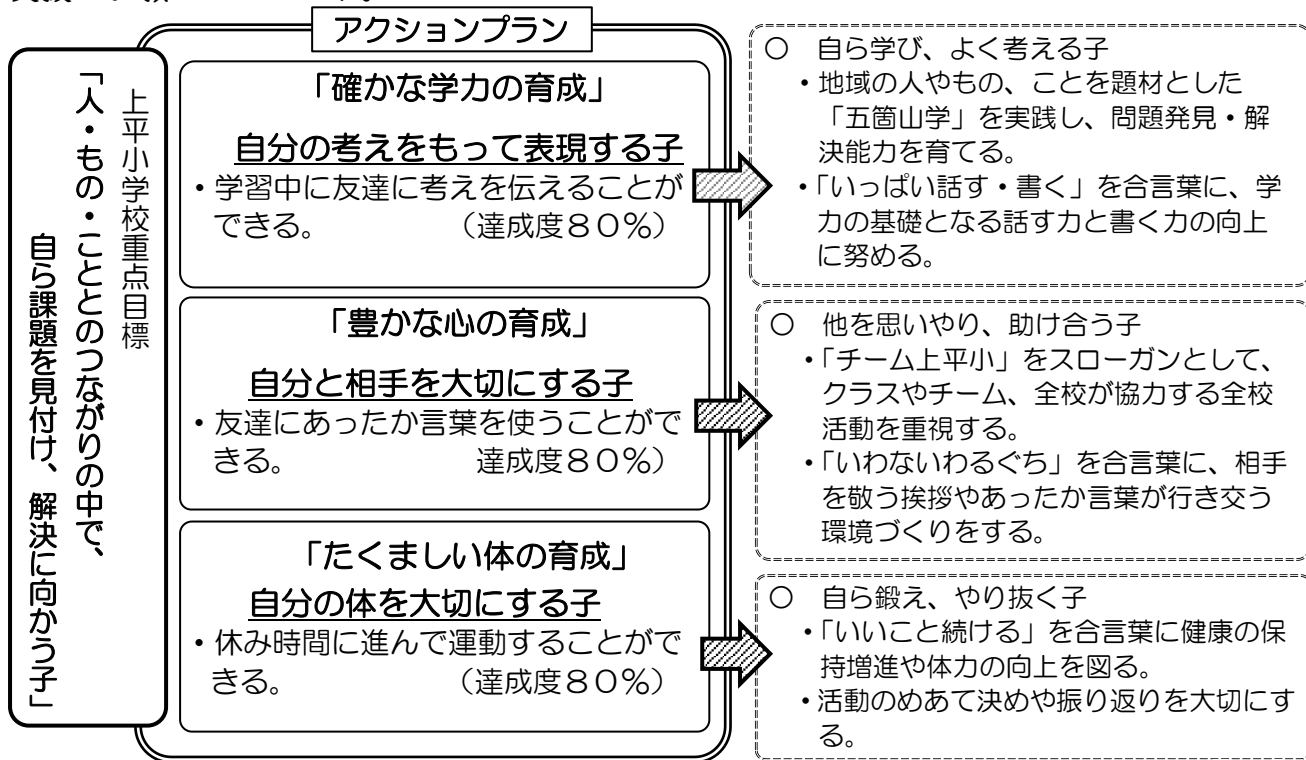 アクションプラン
上平小学校重点目標
「人・もの・こととのつながりの中で、
自ら課題を見付け、解決に向かう子」
「確かな学力の育成」
自分の考えをもって表現する子
・学習中に友達に考えを伝えることが
できる。 (達成度80%)
「豊かな心の育成」
自分と相手を大切にする子
・友達にあったか言葉を使うことがで
きる。 達成度80%)
「たくましい体の育成」
自分の体を大切にする子
・休み時間に進んで運動することがで
きる。 (達成度80%)
○ 自ら学び、よく考える子
・地域の人やもの、ことを題材とした
「五箇山学」を実践し、問題発見・解
決能力を育てる。
・「いっぱい話す・書く」を合言葉に、学
力の基礎となる話す力と書く力の向上
に努める。
○ 他を思いやり、助け合う子
・「チーム上平小」をスローガンとして、
クラスやチーム、全校が協力する全校
活動を重視する。
・「いわないわるぐち」を合言葉に、相手
を敬う挨拶やあったか言葉が行き交う
環境づくりをする。
○ 自ら鍛え、やり抜く子
・「いいこと続ける」を合言葉に健康の保
持増進や体力の向上を図る。
・活動のめあて決めや振り返りを大切にす
る。